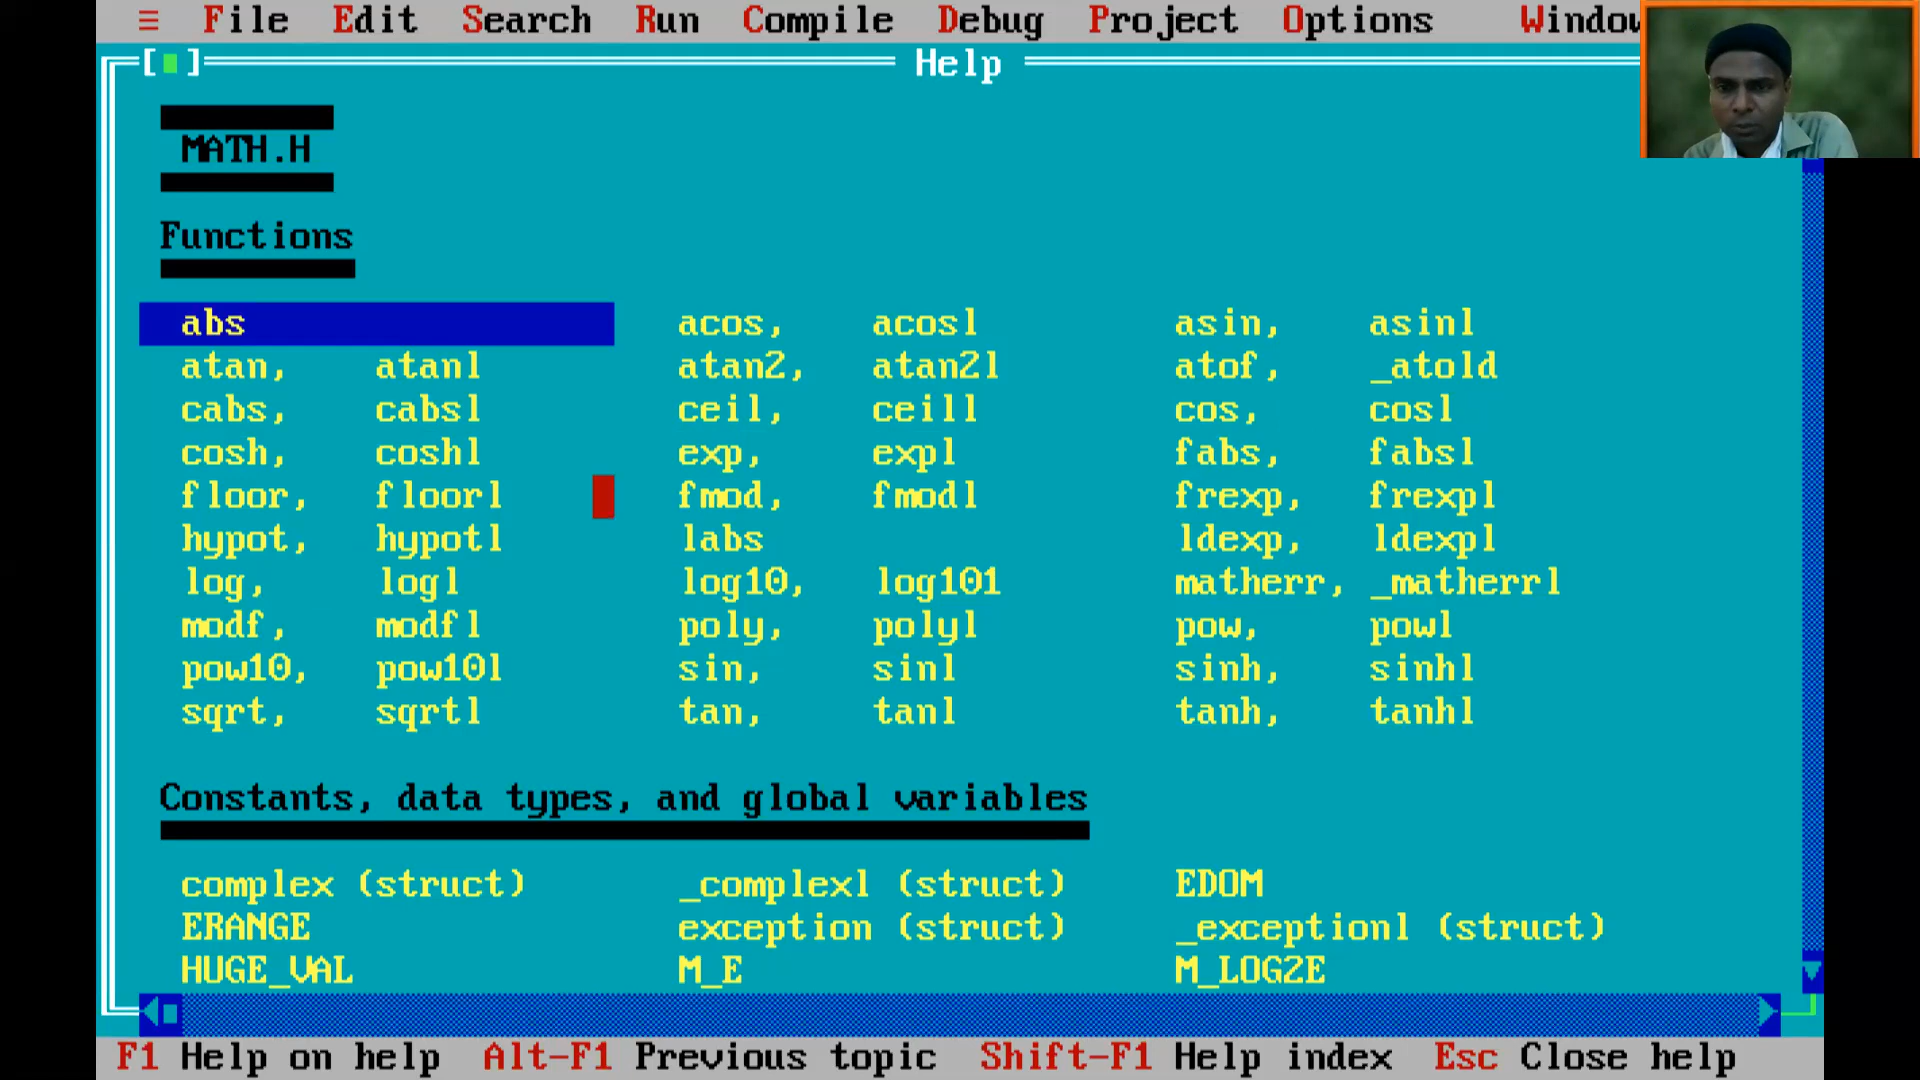 ≡ File Edit Search Run Compile Debug Project Options Window
[■] Help
MATH.H
Functions
abs acos, acosl asin, asinl
atan, atanl atan2, atan2l atof, _atold
cabs, cabsl ceil, ceill cos, cosl
cosh, coshl exp, expl fabs, fabsl
floor, floorl fmod, fmodl frexp, frexpl
hypot, hypotl labs ldexp, ldexpl
log, logl log10, log101 matherr, _matherrl
modf, modfl poly, polyl pow, powl
pow10, pow10l sin, sinl sinh, sinhl
sqrt, sqrtl tan, tanl tanh, tanhl
Constants, data types, and global variables
complex (struct) _complexl (struct) EDOM
ERANGE exception (struct) _exceptionl (struct)
HUGE_VAL M_E M_LOG2E
F1 Help on help Alt-F1 Previous topic Shift-F1 Help index Esc Close help